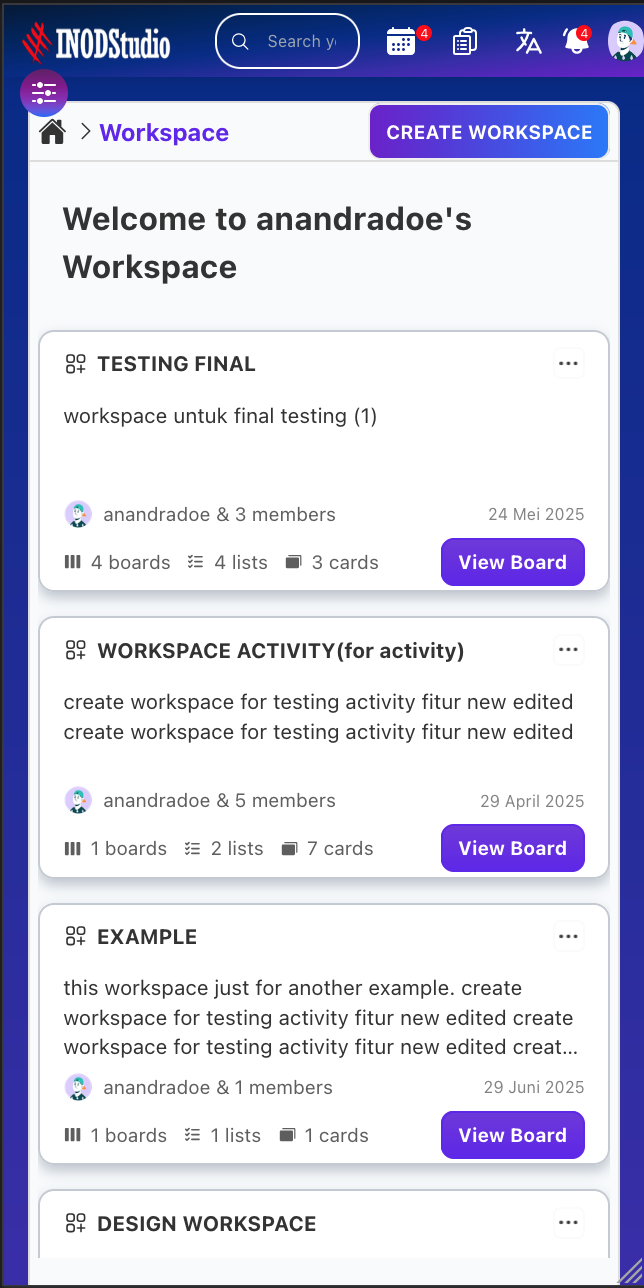 INODStudio
Search yo
4
4
Workspace
CREATE WORKSPACE
Welcome to anandradoe's
Workspace
TESTING FINAL
workspace untuk final testing (1)
anandradoe & 3 members
24 Mei 2025
4 boards
4 lists
3 cards
View Board
WORKSPACE ACTIVITY(for activity)
create workspace for testing activity fitur new edited
create workspace for testing activity fitur new edited
anandradoe & 5 members
29 April 2025
1 boards
2 lists
7 cards
View Board
EXAMPLE
this workspace just for another example. create
workspace for testing activity fitur new edited create
workspace for testing activity fitur new edited creat...
anandradoe & 1 members
29 Juni 2025
1 boards
1 lists
1 cards
View Board
DESIGN WORKSPACE